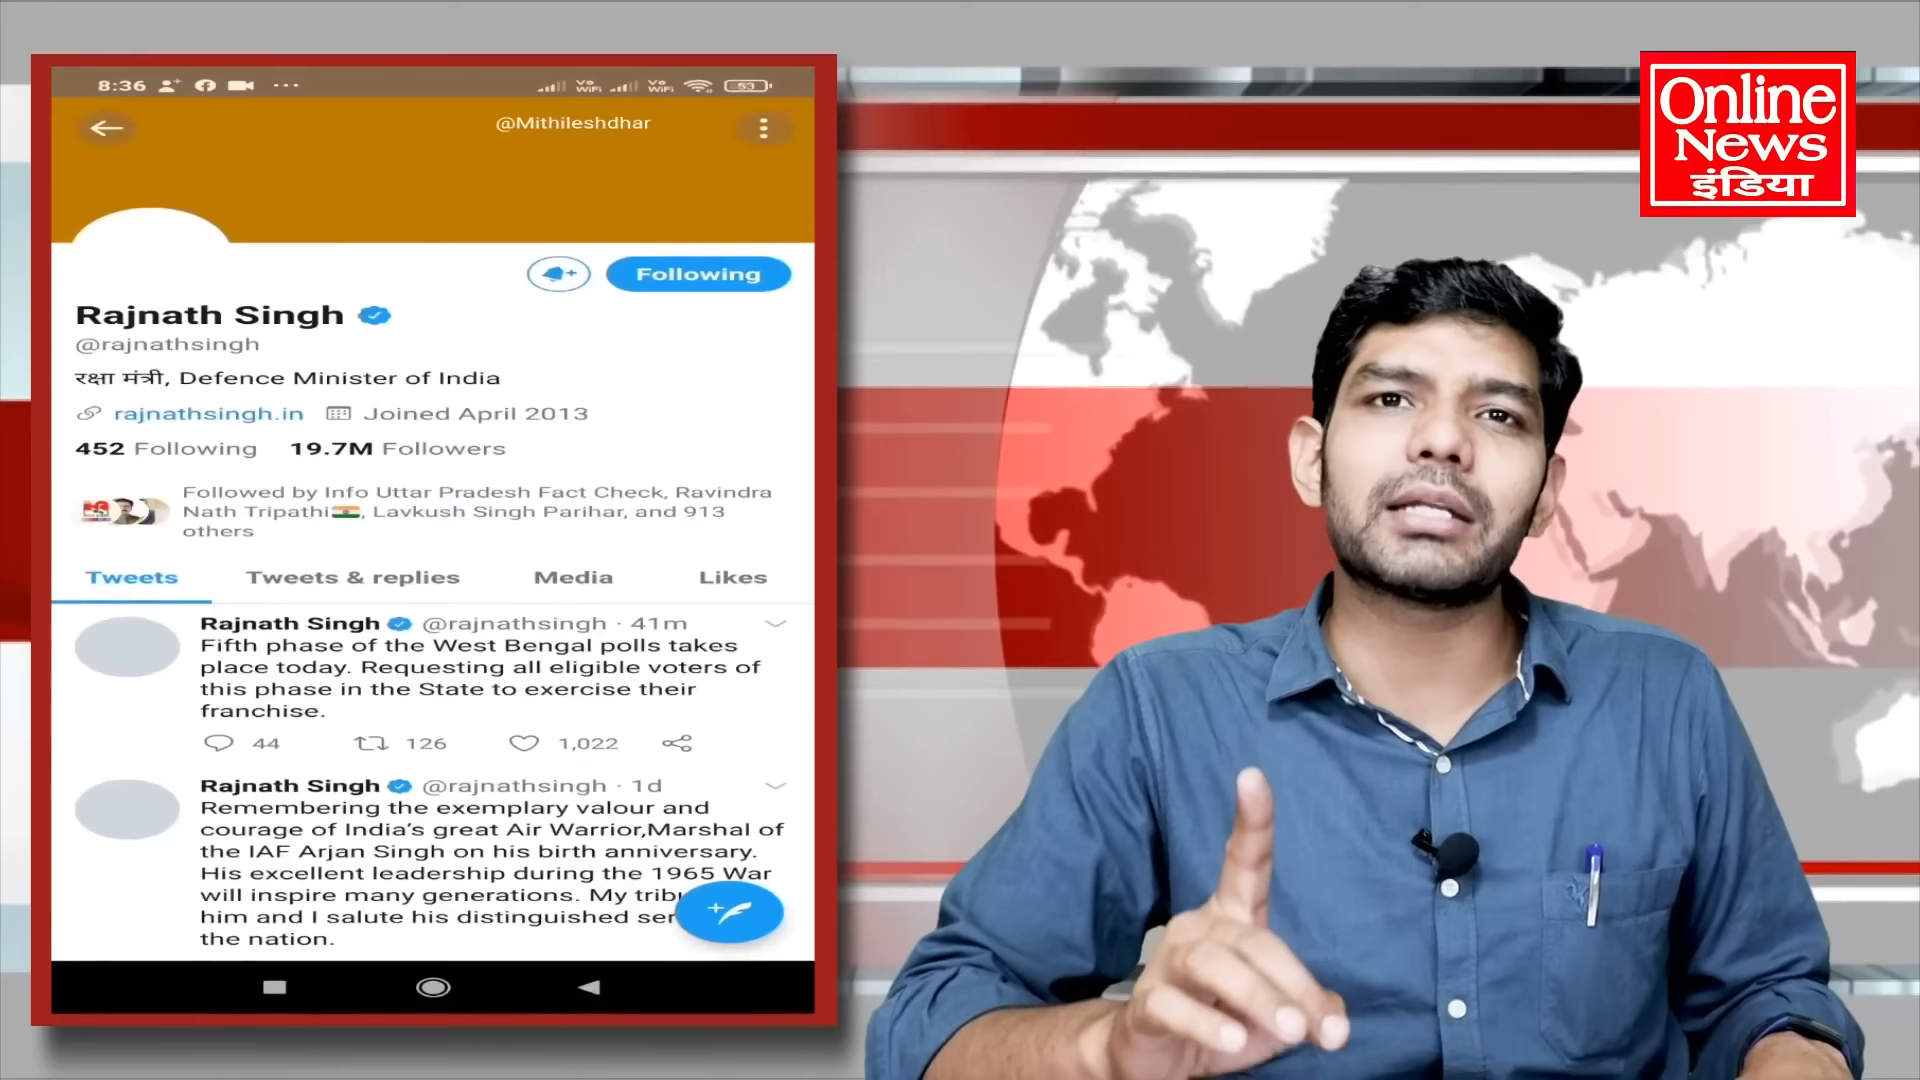 8:36
Vo
WiFi
Vo
WiFi
53
@Mithileshdhar
Following
Rajnath Singh
@rajnathsingh
रक्षा मंत्री, Defence Minister of India
rajnathsingh.in Joined April 2013
452 Following 19.7M Followers
Followed by Info Uttar Pradesh Fact Check, Ravindra
Nath Tripathi🇮🇳, Lavkush Singh Parihar, and 913
others
Tweets Tweets & replies Media Likes
Rajnath Singh @rajnathsingh · 41m
Fifth phase of the West Bengal polls takes
place today. Requesting all eligible voters of
this phase in the State to exercise their
franchise.
44 126 1,022
Rajnath Singh @rajnathsingh · 1d
Remembering the exemplary valour and
courage of India's great Air Warrior,Marshal of
the IAF Arjan Singh on his birth anniversary.
His excellent leadership during the 1965 War
will inspire many generations. My
him and I salute his distinguished
the nation.
Online
News
इंडिया